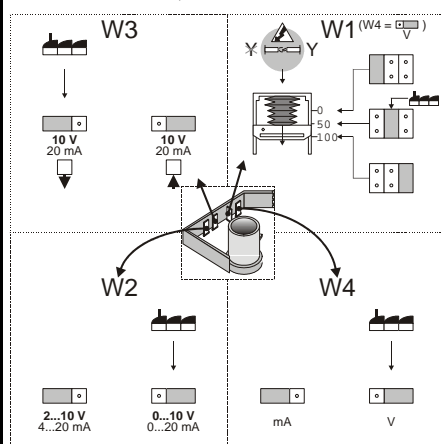 W3
10 V
20 mA
10 V
20 mA
W1 (W4 = V )
X Y
0
50
100
W2
2...10 V
4...20 mA
0...10 V
0...20 mA
W4
mA
V